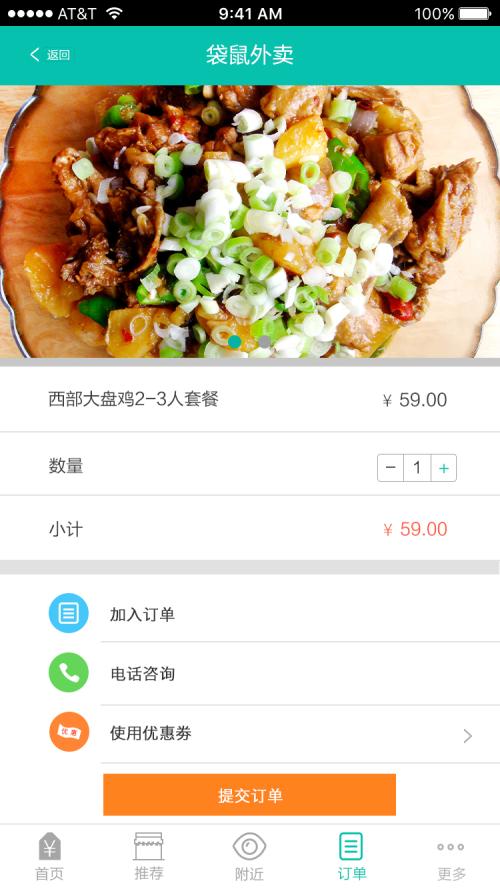 AT&T 9:41 AM 100%
返回 袋鼠外卖
西部大盘鸡2-3人套餐 ¥ 59.00
数量 − 1 +
小计 ¥ 59.00
加入订单
电话咨询
优惠 使用优惠券
提交订单
¥
首页 推荐 附近 订单 更多